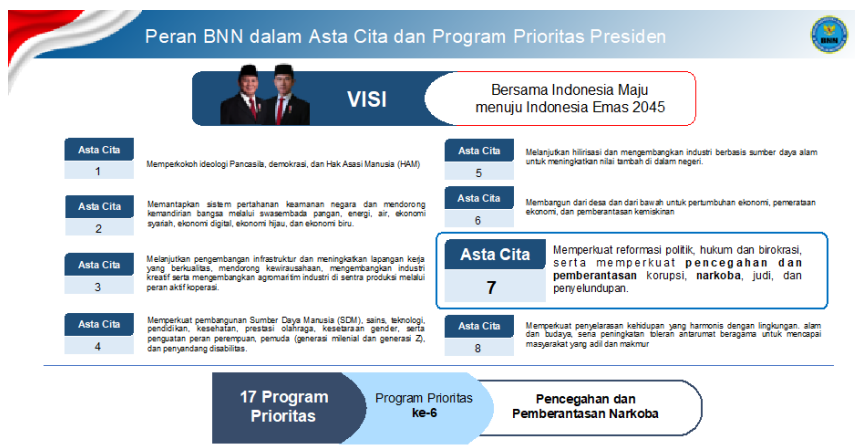 Peran BNN dalam Asta Cita dan Program Prioritas Presiden
BNN
VISI
Bersama Indonesia Maju
menuju Indonesia Emas 2045
Asta Cita
1
Memperkokoh ideologi Pancasila, demokrasi, dan Hak Asasi Manusia (HAM)
Asta Cita
2
Memantapkan sistem pertahanan keamanan negara dan mendorong
kemandirian bangsa melalui swasembada pangan, energi, air, ekonomi
syariah, ekonomi digital, ekonomi hijau, dan ekonomi biru.
Asta Cita
3
Melanjutkan pengembangan infrastruktur dan meningkatkan lapangan kerja
yang berkualitas, mendorong kewirausahaan, mengembangkan industri
kreatif serta mengembangkan agromaritim industri di sentra produksi melalui
peran aktif koperasi.
Asta Cita
4
Memperkuat pembangunan Sumber Daya Manusia (SDM), sains, teknologi,
pendidikan, kesehatan, prestasi olahraga, kesetaraan gender, serta
penguatan peran perempuan, pemuda (generasi milenial dan generasi Z),
dan penyandang disabilitas.
Asta Cita
5
Melanjutkan hilirisasi dan mengembangkan industri berbasis sumber daya alam
untuk meningkatkan nilai tambah di dalam negeri.
Asta Cita
6
Membangun dari desa dan dari bawah untuk pertumbuhan ekonomi, pemerataan
ekonomi, dan pemberantasan kemiskinan
Asta Cita
7
Memperkuat reformasi politik, hukum dan birokrasi,
serta memperkuat pencegahan dan
pemberantasan korupsi, narkoba, judi, dan
penyelundupan.
Asta Cita
8
Memperkuat penyelarasan kehidupan yang harmonis dengan lingkungan. alam
dan budaya, serta peningkatan toleran antarumat beragama untuk mencapai
masyarakat yang adil dan makmur
17 Program
Prioritas
Program Prioritas
ke-6
Pencegahan dan
Pemberantasan Narkoba